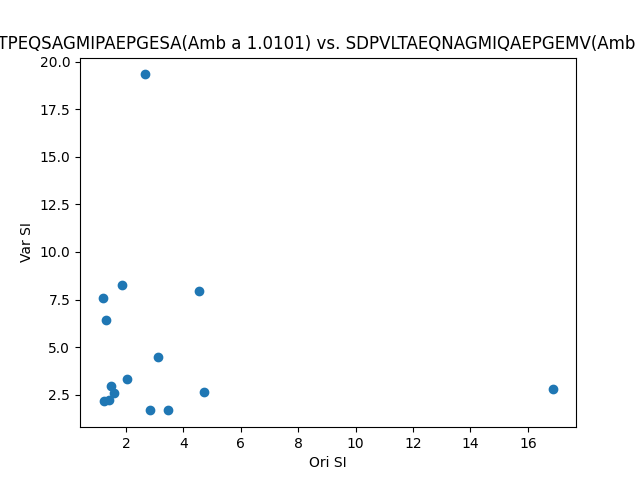 TPEQSAGMIPAEPGESA(Amb a 1.0101) vs. SDPVLTAEQNAGMIQAEPGEMV(Amb
20.0
17.5
15.0
12.5
10.0
7.5
5.0
2.5
Var SI
2 4 6 8 10 12 14 16
Ori SI